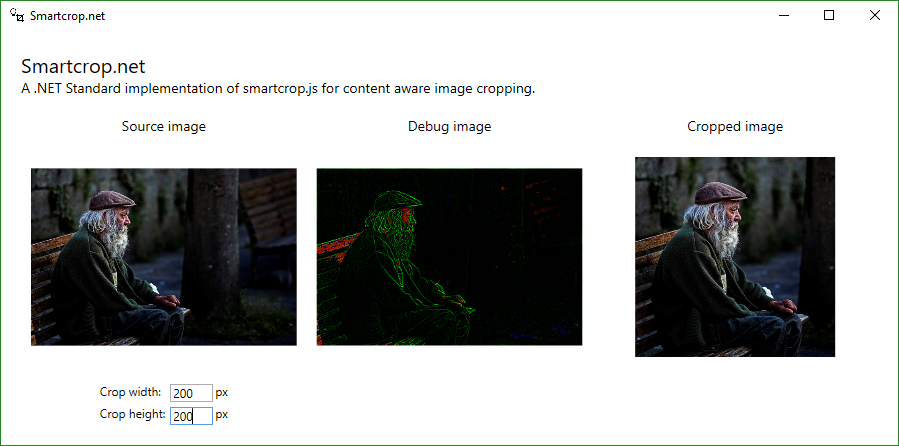 Smartcrop.net
Smartcrop.net
A .NET Standard implementation of smartcrop.js for content aware image cropping.
Source image
Debug image
Cropped image
Crop width: 200 px
Crop height: 200 px